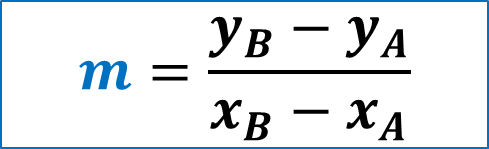 m = (y_B − y_A) / (x_B − x_A)